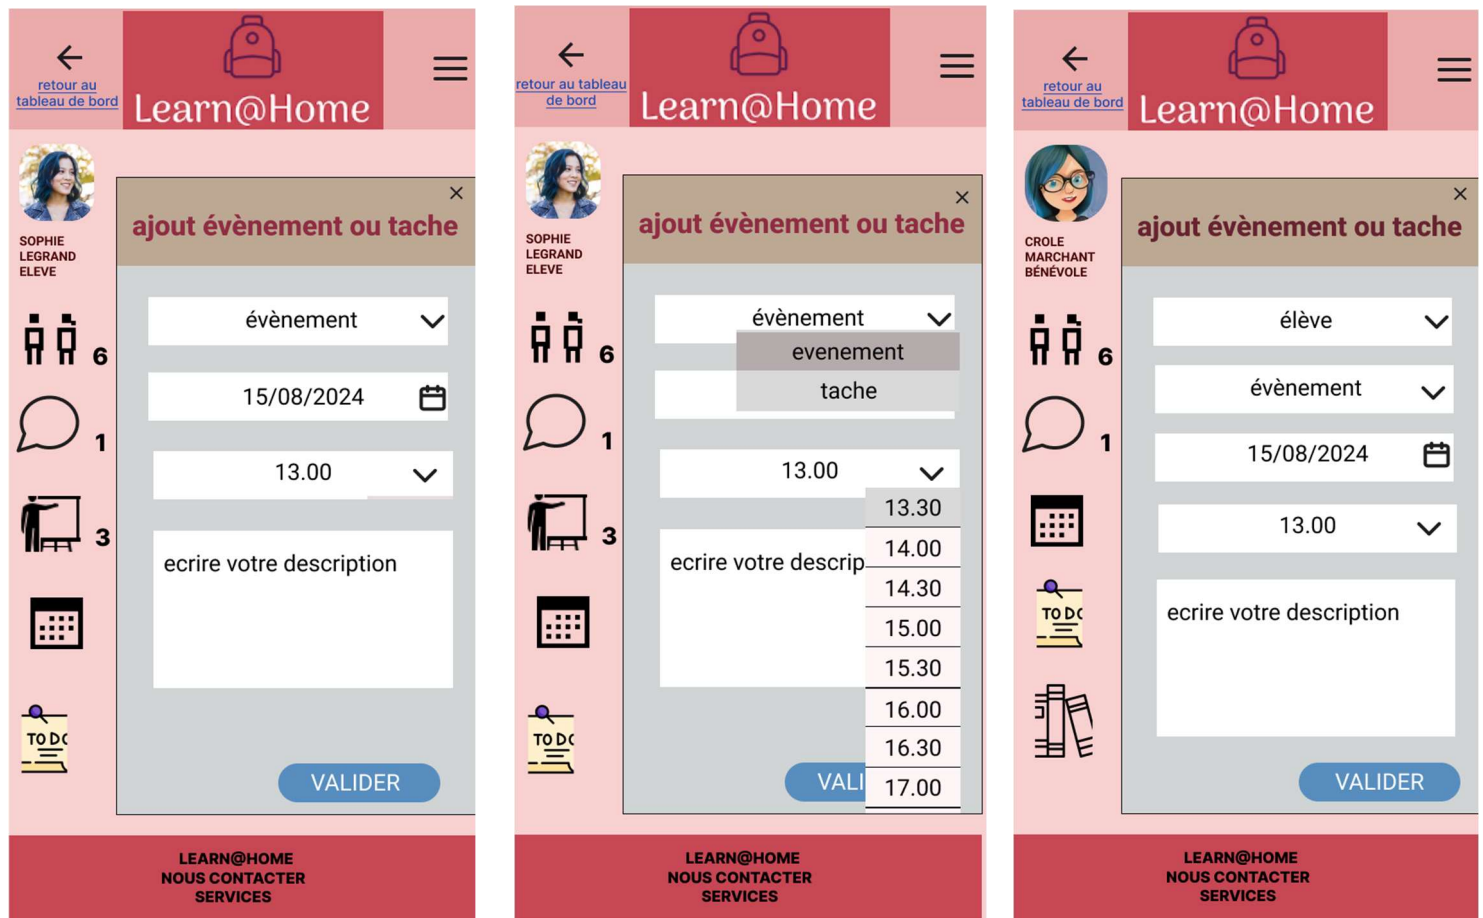 retour au
tableau de bord
Learn@Home
SOPHIE
LEGRAND
ELEVE
6
1
3
TO DO
ajout évènement ou tache
évènement
15/08/2024
13.00
ecrire votre description
VALIDER
LEARN@HOME
NOUS CONTACTER
SERVICES
retour au tableau
de bord
Learn@Home
SOPHIE
LEGRAND
ELEVE
6
1
3
TO DO
ajout évènement ou tache
évènement
evenement
tache
13.00
13.30
14.00
14.30
15.00
15.30
16.00
16.30
17.00
ecrire votre descrip
VALI
LEARN@HOME
NOUS CONTACTER
SERVICES
retour au
tableau de bord
Learn@Home
CROLE
MARCHANT
BÉNÉVOLE
6
1
TO DO
ajout évènement ou tache
élève
évènement
15/08/2024
13.00
ecrire votre description
VALIDER
LEARN@HOME
NOUS CONTACTER
SERVICES